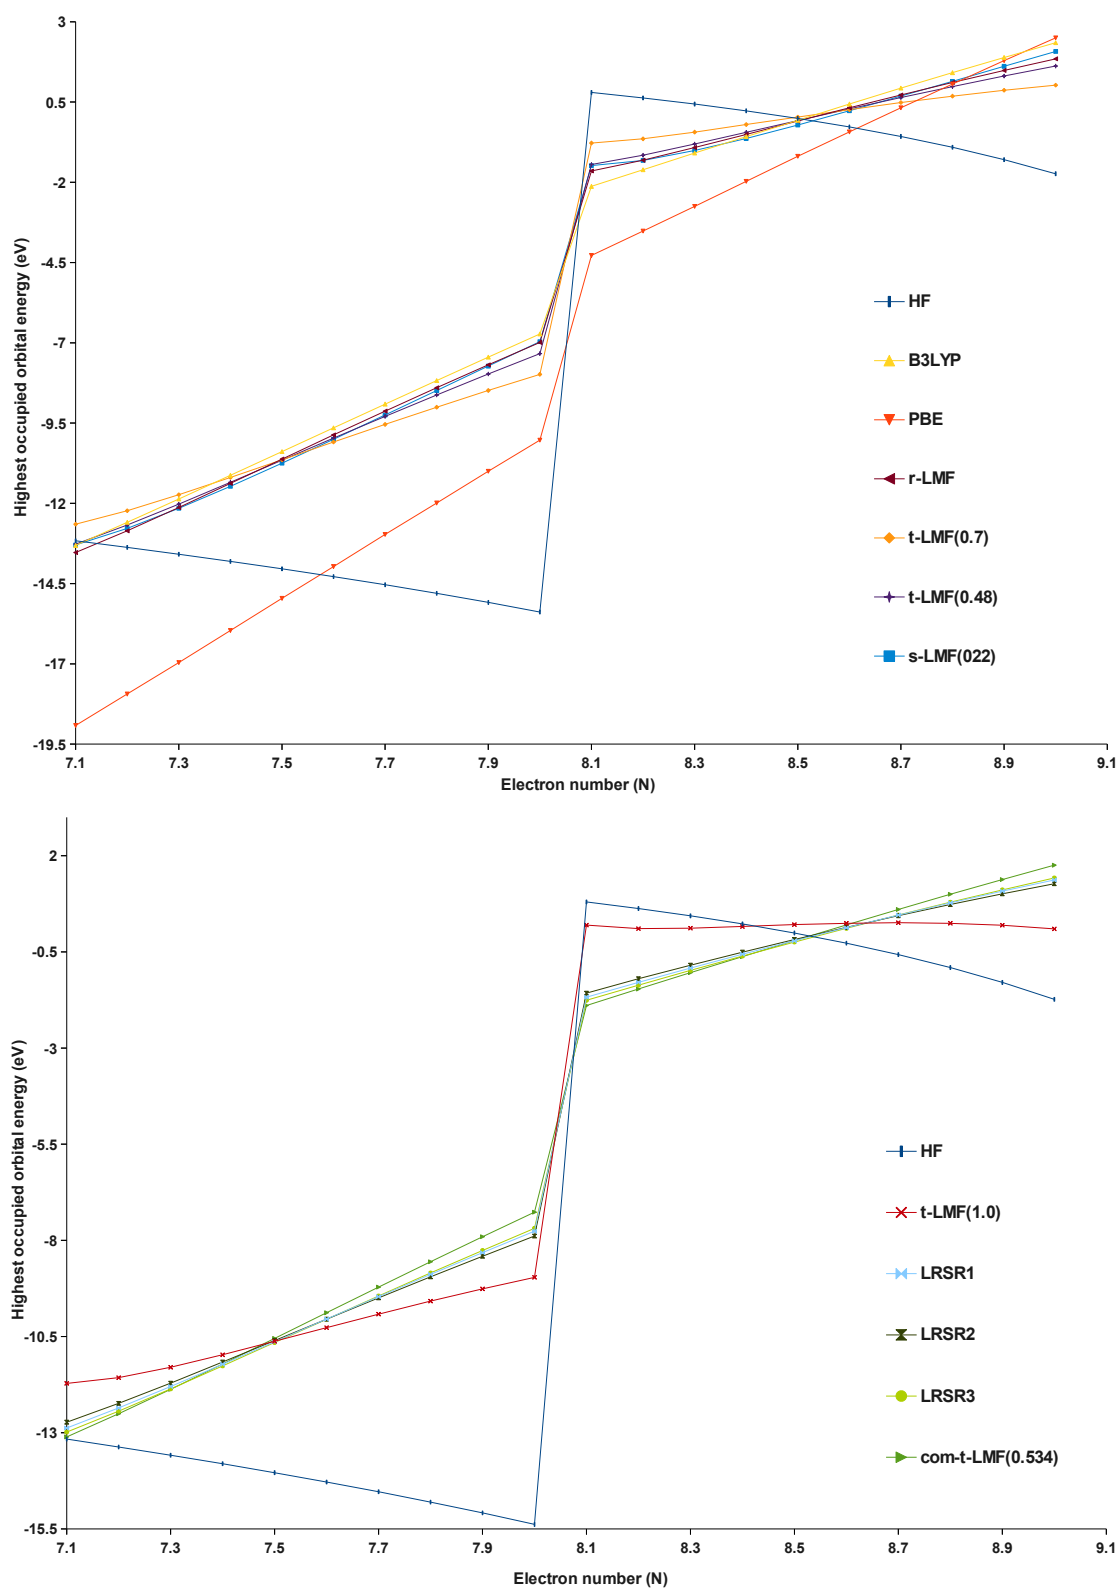 3
0.5
-2
-4.5
-7
-9.5
-12
-14.5
-17
-19.5
Highest occupied orbital energy (eV)
HF
B3LYP
PBE
r-LMF
t-LMF(0.7)
t-LMF(0.48)
s-LMF(022)
7.1 7.3 7.5 7.7 7.9 8.1 8.3 8.5 8.7 8.9 9.1
Electron number (N)
2
-0.5
-3
-5.5
-8
-10.5
-13
-15.5
Highest occupied orbital energy (eV)
HF
t-LMF(1.0)
LRSR1
LRSR2
LRSR3
com-t-LMF(0.534)
7.1 7.3 7.5 7.7 7.9 8.1 8.3 8.5 8.7 8.9 9.1
Electron number (N)